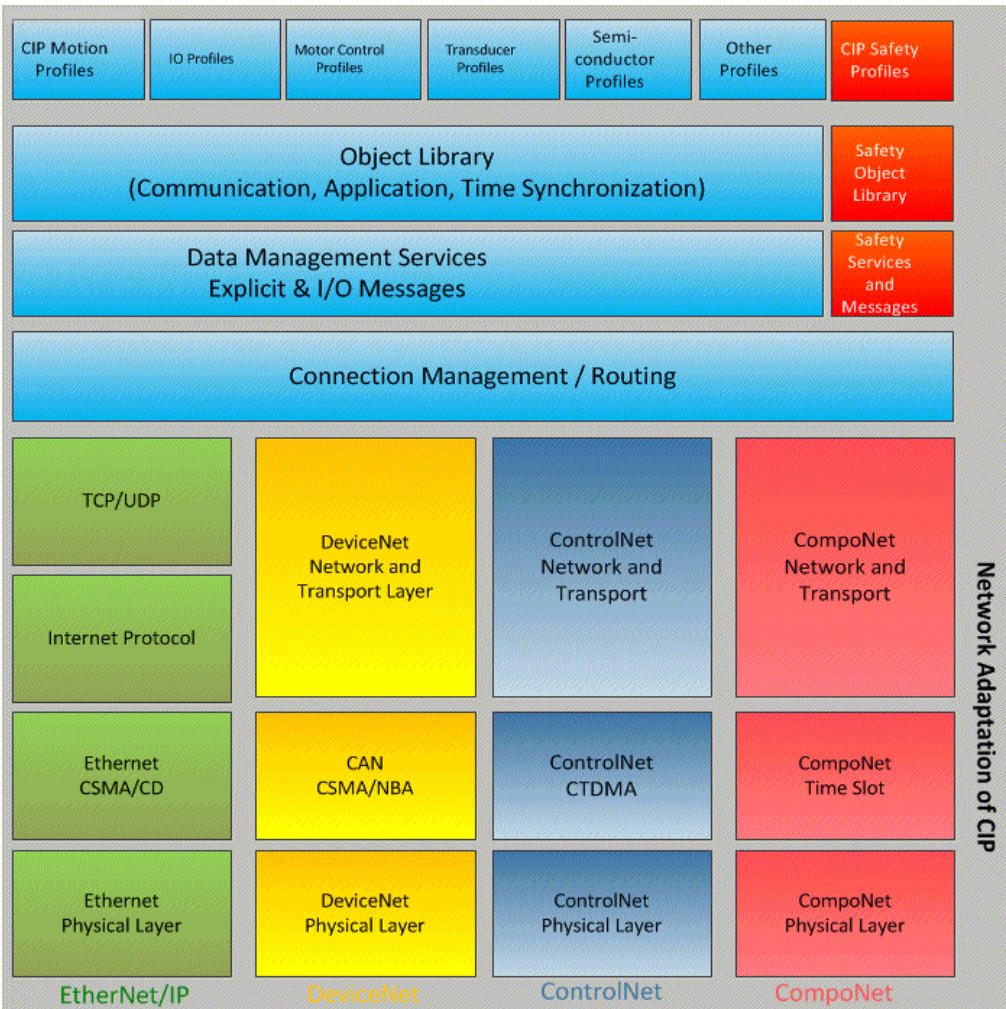 CIP Motion
Profiles
IO Profiles
Motor Control
Profiles
Transducer
Profiles
Semi-
conductor
Profiles
Other
Profiles
CIP Safety
Profiles
Object Library
(Communication, Application, Time Synchronization)
Safety
Object
Library
Data Management Services
Explicit & I/O Messages
Safety
Services
and
Messages
Connection Management / Routing
TCP/UDP
Internet Protocol
DeviceNet
Network and
Transport Layer
ControlNet
Network and
Transport
CompoNet
Network and
Transport
Ethernet
CSMA/CD
CAN
CSMA/NBA
ControlNet
CTDMA
CompoNet
Time Slot
Ethernet
Physical Layer
DeviceNet
Physical Layer
ControlNet
Physical Layer
CompoNet
Physical Layer
EtherNet/IP
DeviceNet
ControlNet
CompoNet
Network Adaptation of CIP